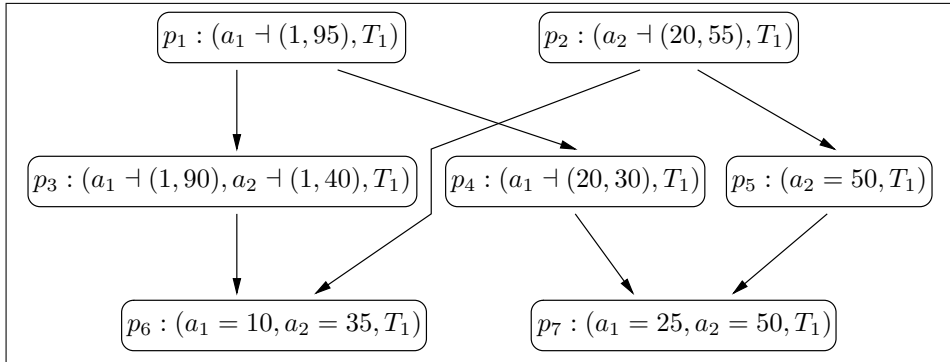 p₁ : (a₁ ⊣ (1, 95), T₁)
p₂ : (a₂ ⊣ (20, 55), T₁)
p₃ : (a₁ ⊣ (1, 90), a₂ ⊣ (1, 40), T₁)
p₄ : (a₁ ⊣ (20, 30), T₁)
p₅ : (a₂ = 50, T₁)
p₆ : (a₁ = 10, a₂ = 35, T₁)
p₇ : (a₁ = 25, a₂ = 50, T₁)